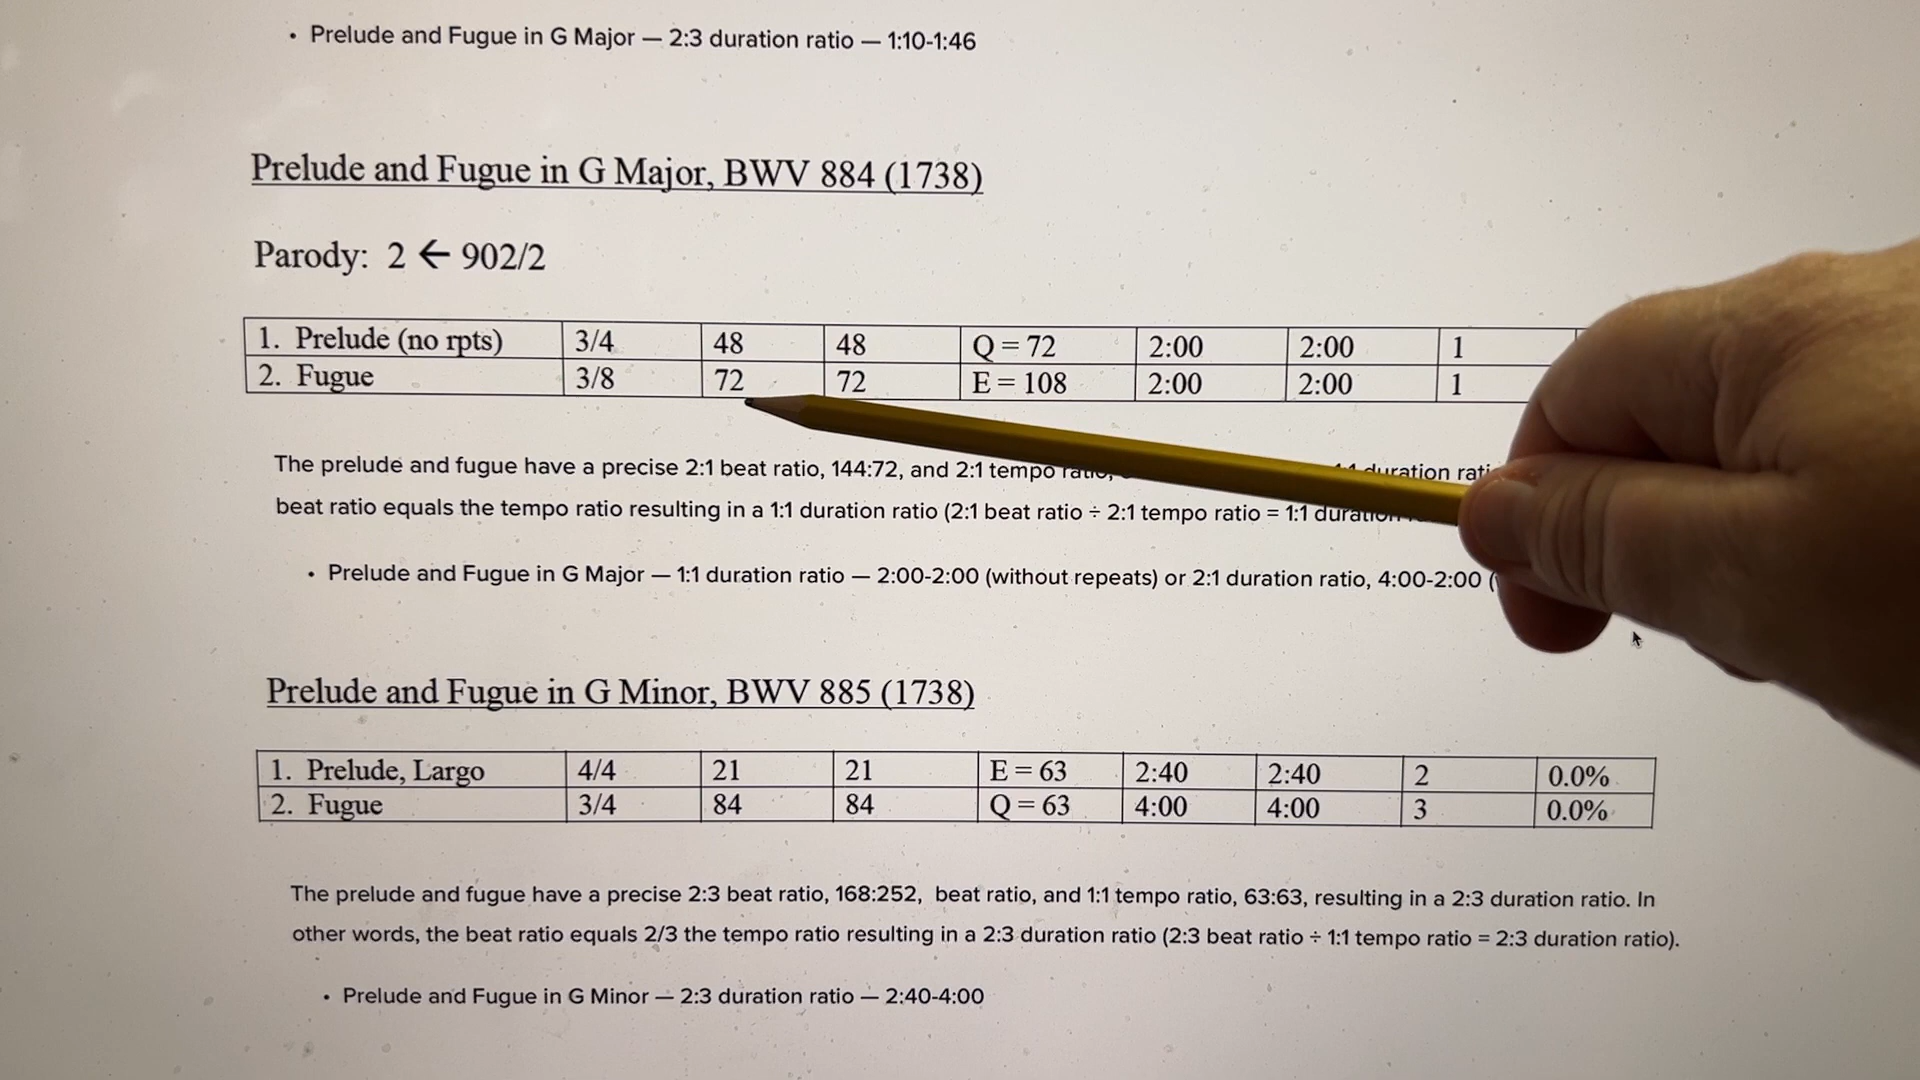 • Prelude and Fugue in G Major — 2:3 duration ratio — 1:10-1:46
Prelude and Fugue in G Major, BWV 884 (1738)
Parody: 2 ← 902/2
1. Prelude (no rpts) 3/4 48 48 Q = 72 2:00 2:00 1
2. Fugue 3/8 72 72 E = 108 2:00 2:00 1
The prelude and fugue have a precise 2:1 beat ratio, 144:72, and 2:1 tempo ratio, duration
beat ratio equals the tempo ratio resulting in a 1:1 duration ratio (2:1 beat ratio ÷ 2:1 tempo ratio = 1:1 duration
• Prelude and Fugue in G Major — 1:1 duration ratio — 2:00-2:00 (without repeats) or 2:1 duration ratio, 4:00-2:00 (
Prelude and Fugue in G Minor, BWV 885 (1738)
1. Prelude, Largo 4/4 21 21 E = 63 2:40 2:40 2 0.0%
2. Fugue 3/4 84 84 Q = 63 4:00 4:00 3 0.0%
The prelude and fugue have a precise 2:3 beat ratio, 168:252, beat ratio, and 1:1 tempo ratio, 63:63, resulting in a 2:3 duration ratio. In
other words, the beat ratio equals 2/3 the tempo ratio resulting in a 2:3 duration ratio (2:3 beat ratio ÷ 1:1 tempo ratio = 2:3 duration ratio).
• Prelude and Fugue in G Minor — 2:3 duration ratio — 2:40-4:00